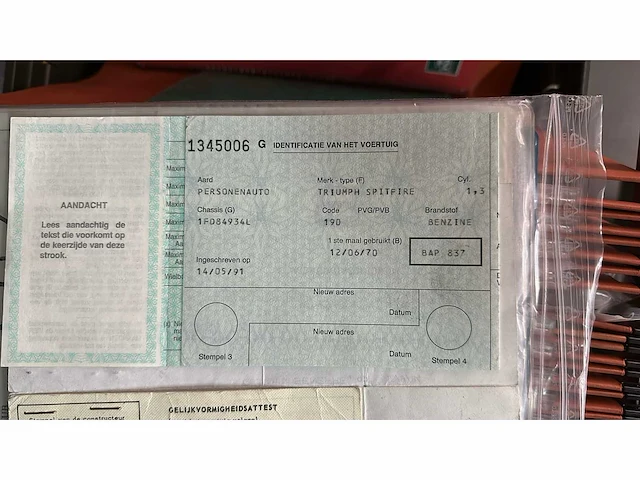 1345006 G IDENTIFICATIE VAN HET VOERTUIG
Aard Merk - type (F) Cyl.
PERSONENAUTO TRIUMPH SPITFIRE 1,3
Chassis (G) Code PVG/PVB Brandstof
1FD84934L 19D BENZINE
1 ste maal gebruikt (B)
12/06/70 BAP 837
Ingeschreven op
14/05/91
Nieuw adres
Datum
Nieuw adres
Datum
Stempel 3 Stempel 4
AANDACHT
Lees aandachtig de
tekst die voorkomt op
de keerzijde van deze
strook.
GELIJKVORMIGHEIDSATTEST